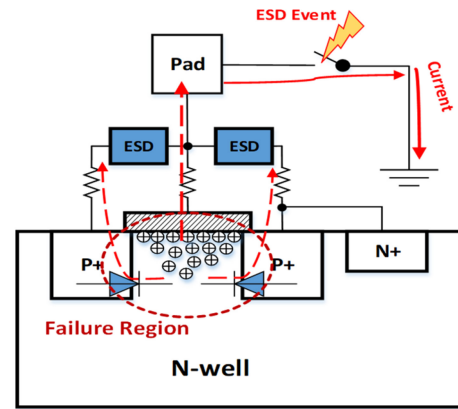 ESD Event
Pad
Current
ESD
ESD
P+
P+
N+
Failure Region
N-well